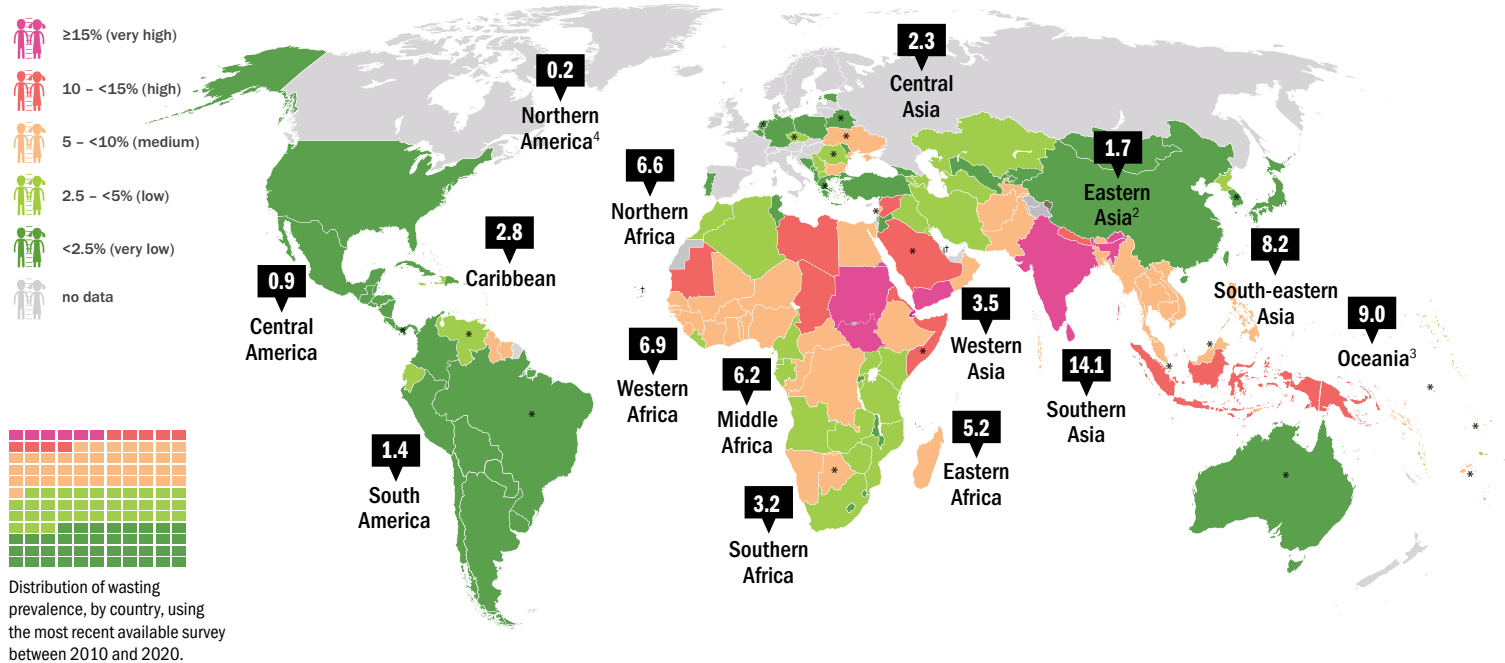 ≥15% (very high)
10 – <15% (high)
5 – <10% (medium)
2.5 – <5% (low)
<2.5% (very low)
no data
0.2
Northern
America4
2.3
Central
Asia
1.7
Eastern
Asia2
6.6
Northern
Africa
2.8
Caribbean
0.9
Central
America
8.2
South-eastern
Asia
9.0
Oceania3
3.5
Western
Asia
14.1
Southern
Asia
6.9
Western
Africa
6.2
Middle
Africa
5.2
Eastern
Africa
1.4
South
America
3.2
Southern
Africa
Distribution of wasting
prevalence, by country, using
the most recent available survey
between 2010 and 2020.